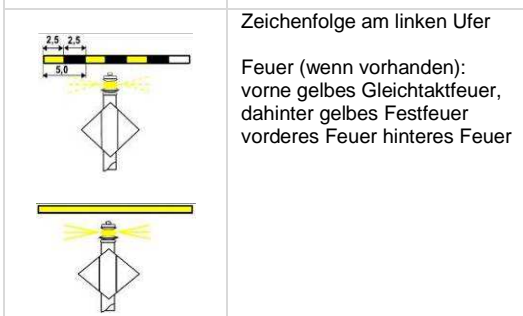 2,5 2,5
5,0
Zeichenfolge am linken Ufer
Feuer (wenn vorhanden):
vorne gelbes Gleichtaktfeuer,
dahinter gelbes Festfeuer
vorderes Feuer hinteres Feuer